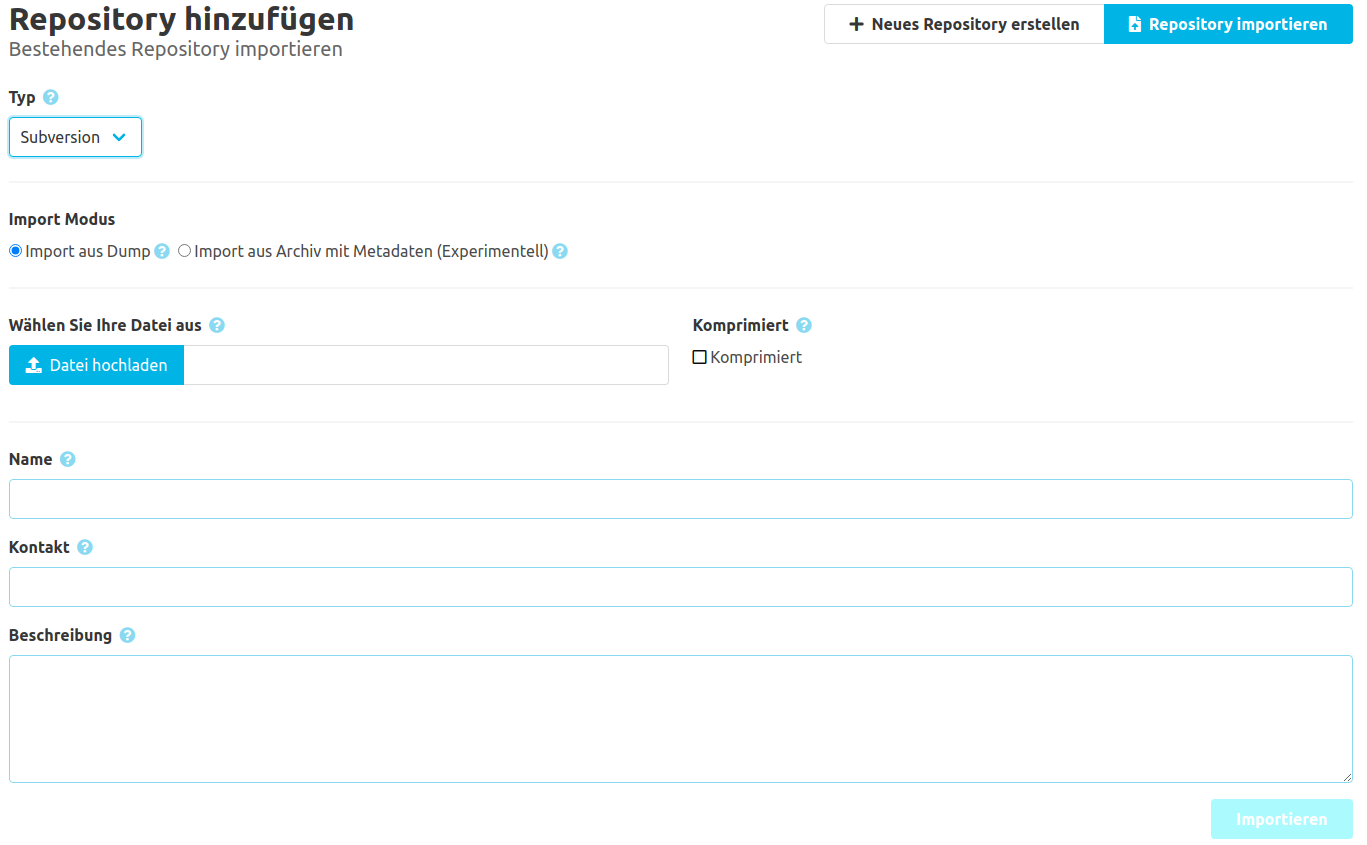 Repository hinzufügen
Bestehendes Repository importieren
Neues Repository erstellen
Repository importieren
Typ
Subversion
Import Modus
Import aus Dump
Import aus Archiv mit Metadaten (Experimentell)
Wählen Sie Ihre Datei aus
Komprimiert
Datei hochladen
Komprimiert
Name
Kontakt
Beschreibung
Importieren